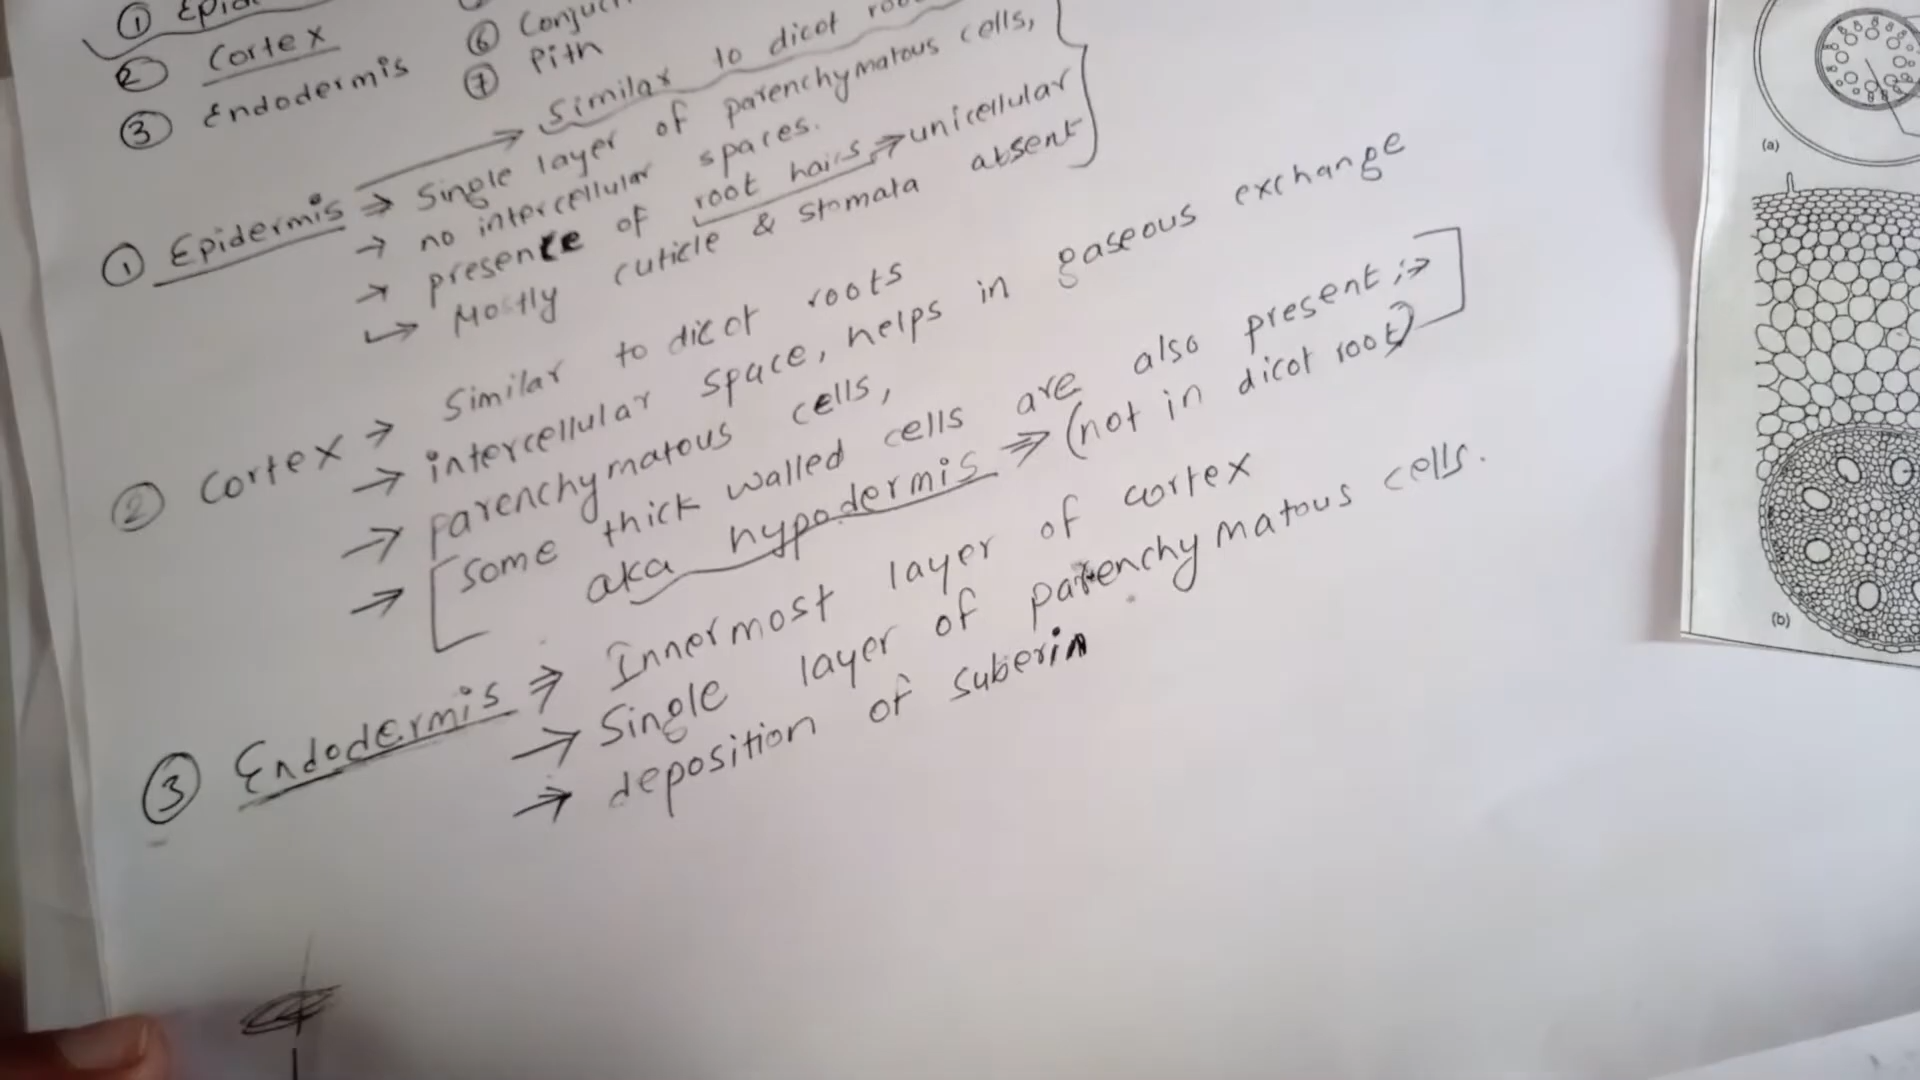 ① Epid
② Cortex
③ Endodermis
⑥ Conjuc
⑦ Pith
→ Similar to dicot roo
① Epidermis ⇒ Single layer of parenchymatous cells,
→ no intercellular spaces.
→ presence of root hairs → unicellular
↳ Mostly cuticle & stomata absent
② Cortex → Similar to dicot roots
→ intercellular space, helps in gaseous exchange
→ parenchymatous cells,
→ [some thick walled cells are also present ;→
aka hypodermis ⇒ (not in dicot root)]
③ Endodermis ⇒ Innermost layer of cortex
→ Single layer of parenchymatous cells.
→ deposition of suberin
(a)
(b)